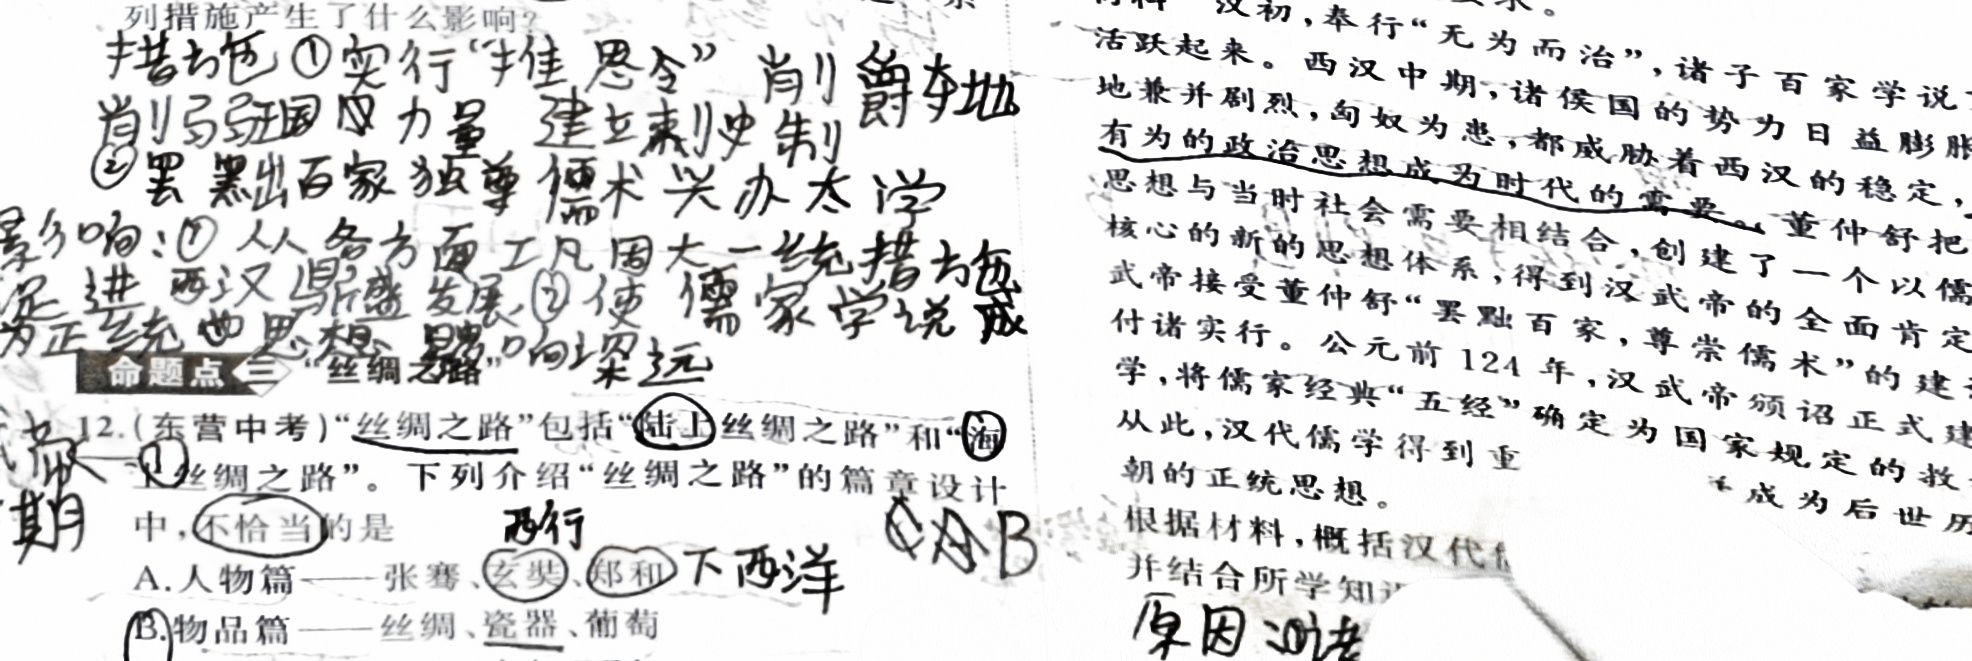 列措施产生了什么影响?
措施①实行“推恩令”削爵夺地
削弱王国力量 建立刺史制
②罢黜百家独尊儒术兴办太学
影响:①从各方面巩固大一统措施
促进西汉鼎盛发展②使儒家学说成
为正统思想 影响深远
命题点三 “丝绸之路”
12.(东营中考)“丝绸之路”包括“陆上丝绸之路”和“海
上丝绸之路”。下列介绍“丝绸之路”的篇章设计
中,不恰当的是
期
西行
B
A.人物篇——张骞、玄奘、郑和
下西洋
B.物品篇——丝绸、瓷器、葡萄
汉初,奉行“无为而治”,诸子百家学说
活跃起来。西汉中期,诸侯国的势力日益膨胀
地兼并剧烈,匈奴为患,都威胁着西汉的稳定,
有为的政治思想成为时代的需要。董仲舒把
思想与当时社会需要相结合,创建了一个以儒
核心的新的思想体系,得到汉武帝的全面肯定
武帝接受董仲舒“罢黜百家,尊崇儒术”的建
付诸实行。公元前124年,汉武帝颁诏正式建
学,将儒家经典“五经”确定为国家规定的教
从此,汉代儒学得到重
成为后世历
朝的正统思想。
根据材料,概括汉代
并结合所学知
原因